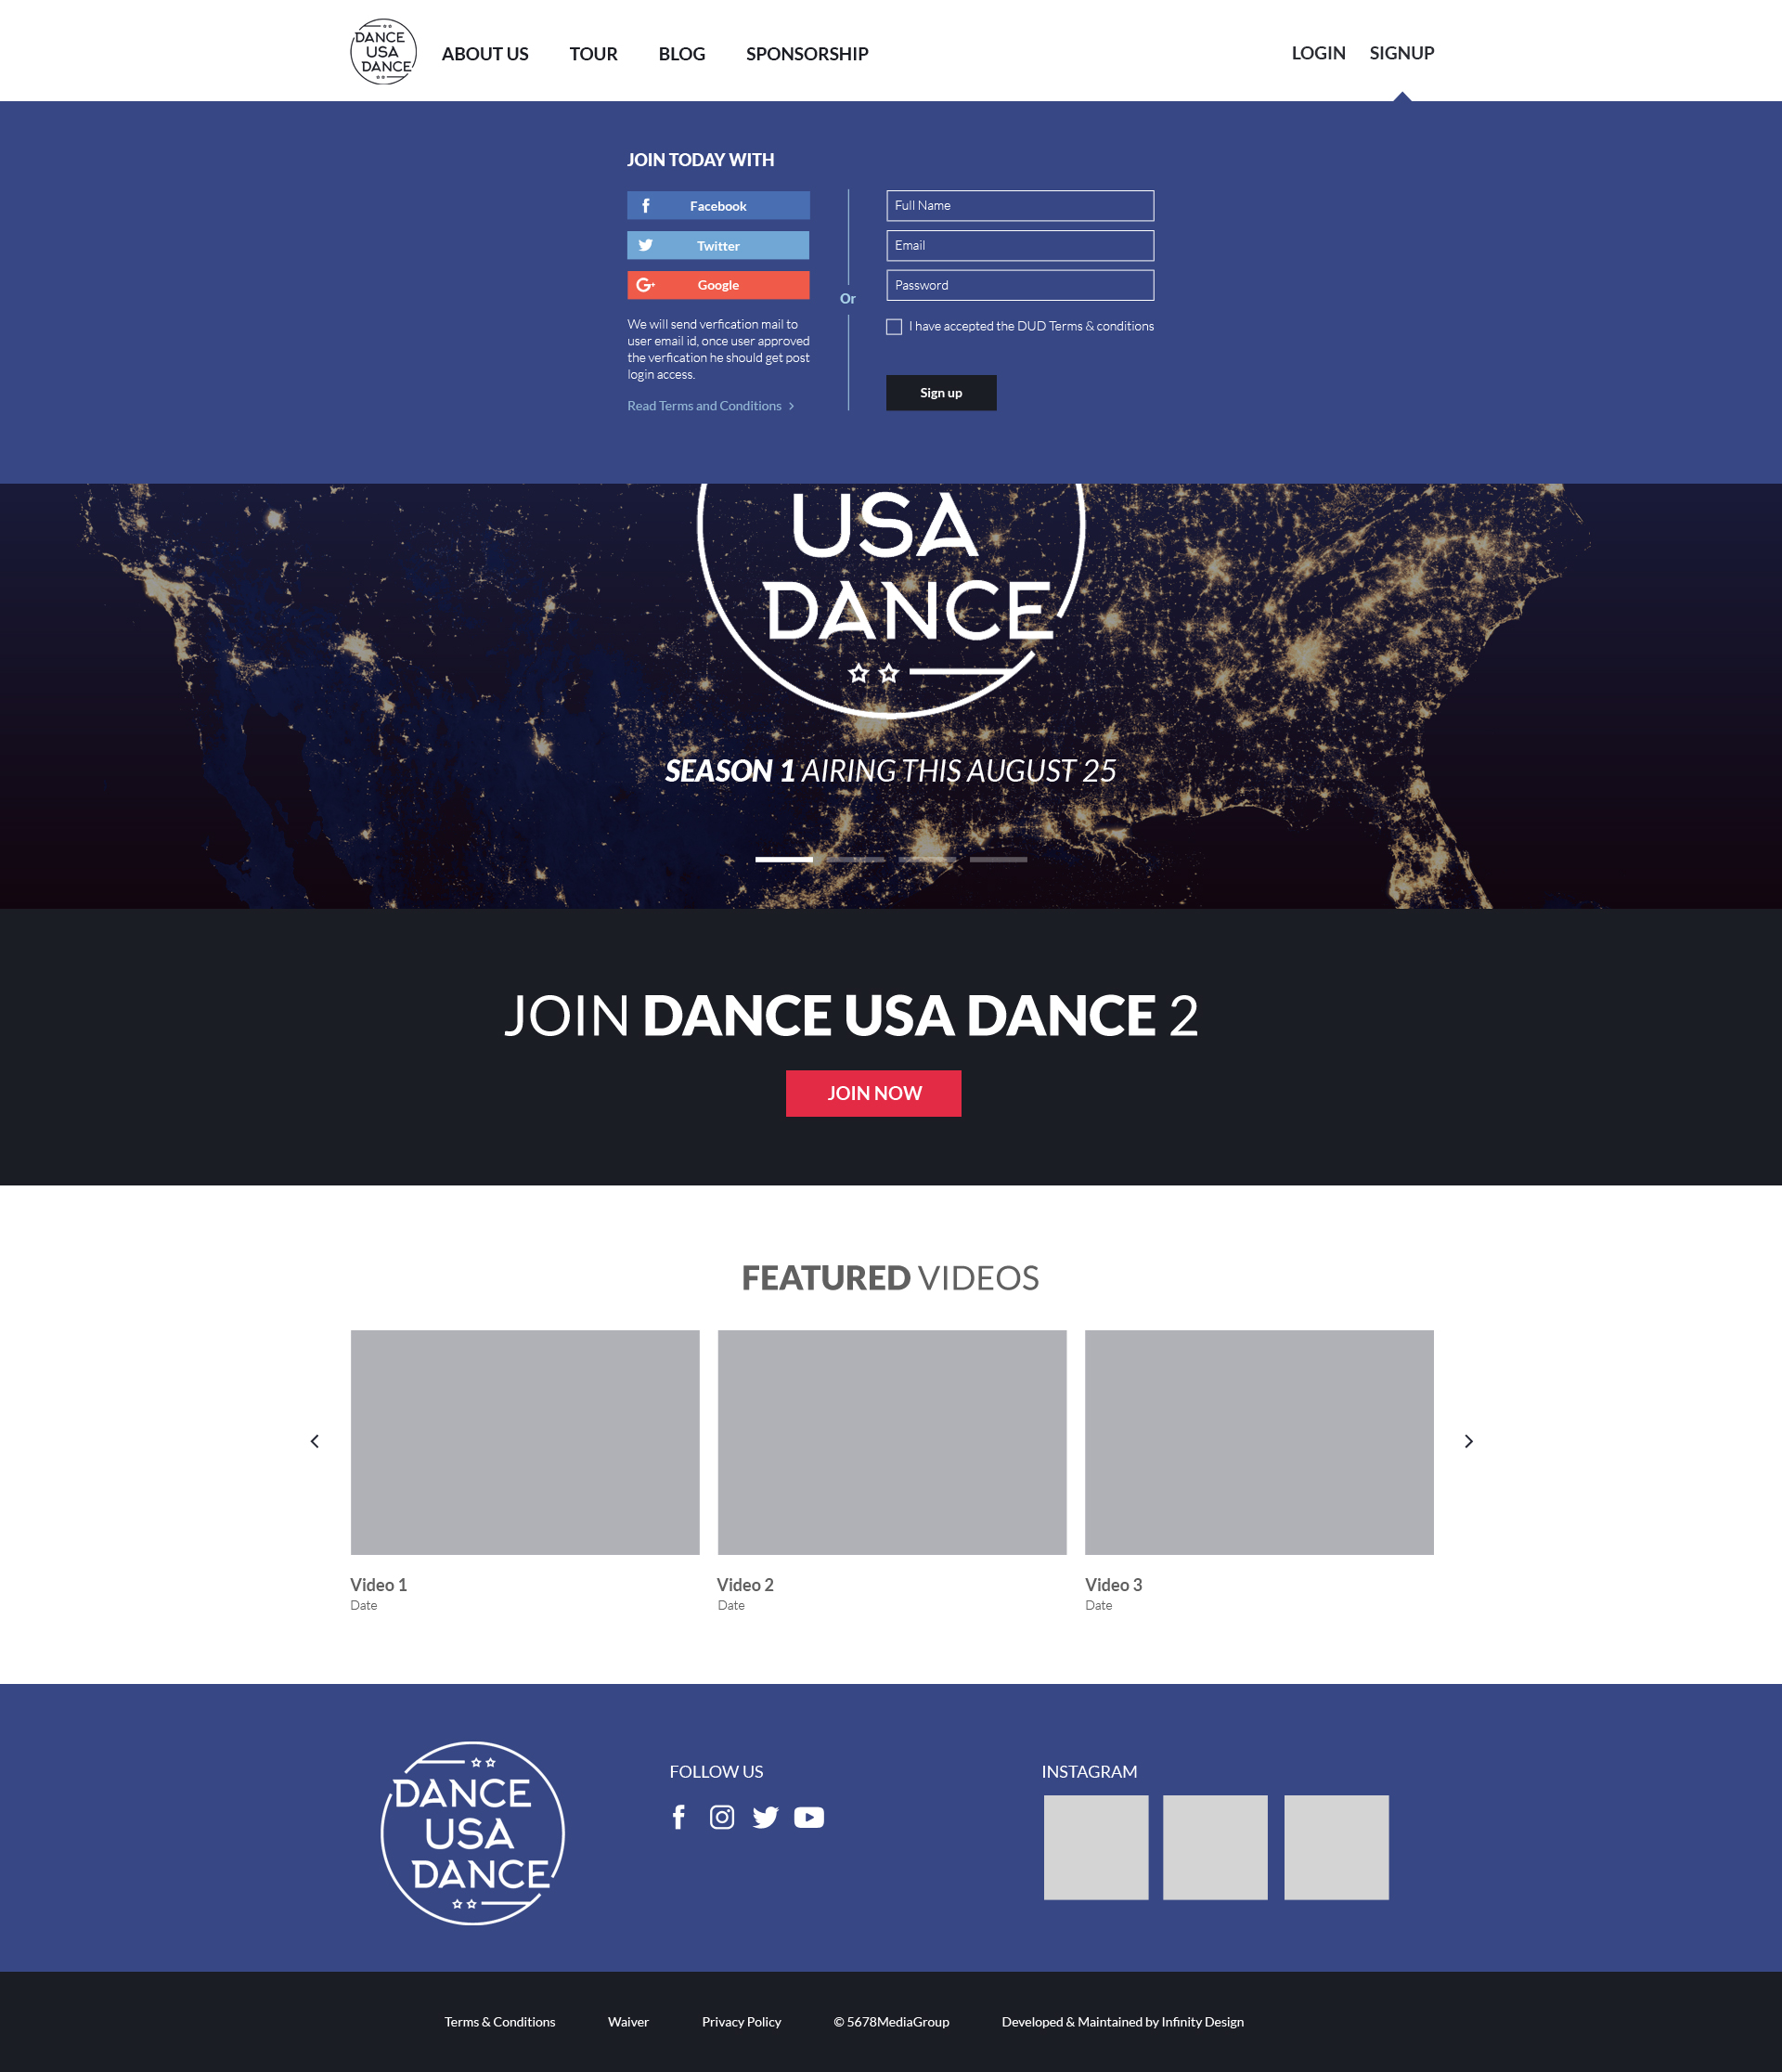 DANCE
USA
DANCE
ABOUT US
TOUR
BLOG
SPONSORSHIP
LOGIN
SIGNUP
JOIN TODAY WITH
Facebook
Twitter
Google
We will send verfication mail to
user email id, once user approved
the verfication he should get post
login access.
Read Terms and Conditions
Or
Full Name
Email
Password
I have accepted the DUD Terms & conditions
Sign up
USA
DANCE
SEASON 1 AIRING THIS AUGUST 25
JOIN DANCE USA DANCE 2
JOIN NOW
FEATURED VIDEOS
Video 1
Date
Video 2
Date
Video 3
Date
DANCE
USA
DANCE
FOLLOW US
INSTAGRAM
Terms & Conditions
Waiver
Privacy Policy
© 5678MediaGroup
Developed & Maintained by Infinity Design